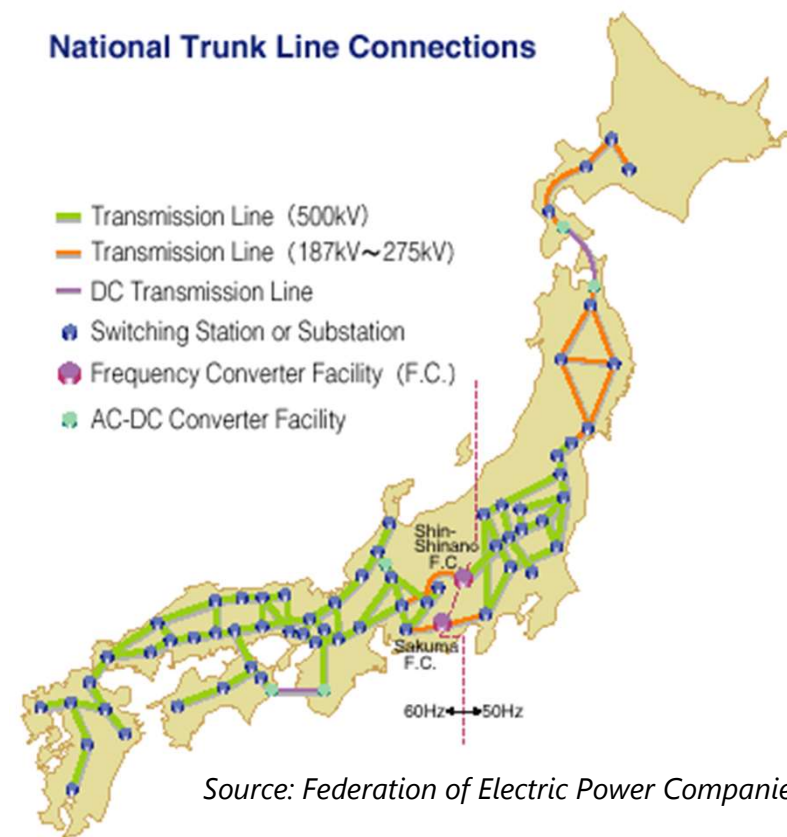 National Trunk Line Connections
Transmission Line (500kV)
Transmission Line (187kV～275kV)
DC Transmission Line
Switching Station or Substation
Frequency Converter Facility (F.C.)
AC-DC Converter Facility
Shin-
Shinano
F.C.
Sakuma
F.C.
60Hz
50Hz
Source: Federation of Electric Power Companie